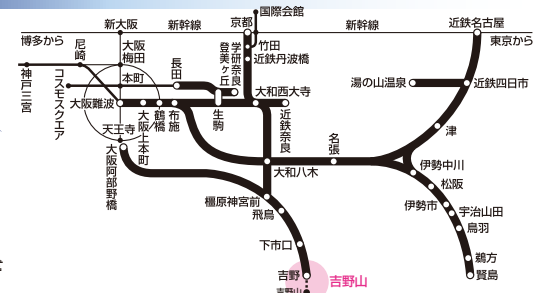 国際会館
新大阪
新幹線
京都
新幹線
近鉄名古屋
博多から
東京から
尼崎
大阪梅田
長田
学研奈良登美ヶ丘
竹田
近鉄丹波橋
神戸三宮
コスモスクエア
本町
湯の山温泉
近鉄四日市
大阪難波
大和西大寺
天王寺
大阪上本町
鶴橋
布施
生駒
近鉄奈良
津
名張
大阪阿部野橋
大和八木
伊勢中川
松阪
橿原神宮前
伊勢市
宇治山田
飛鳥
鳥羽
下市口
鵜方
吉野
吉野山
賢島
吉野山